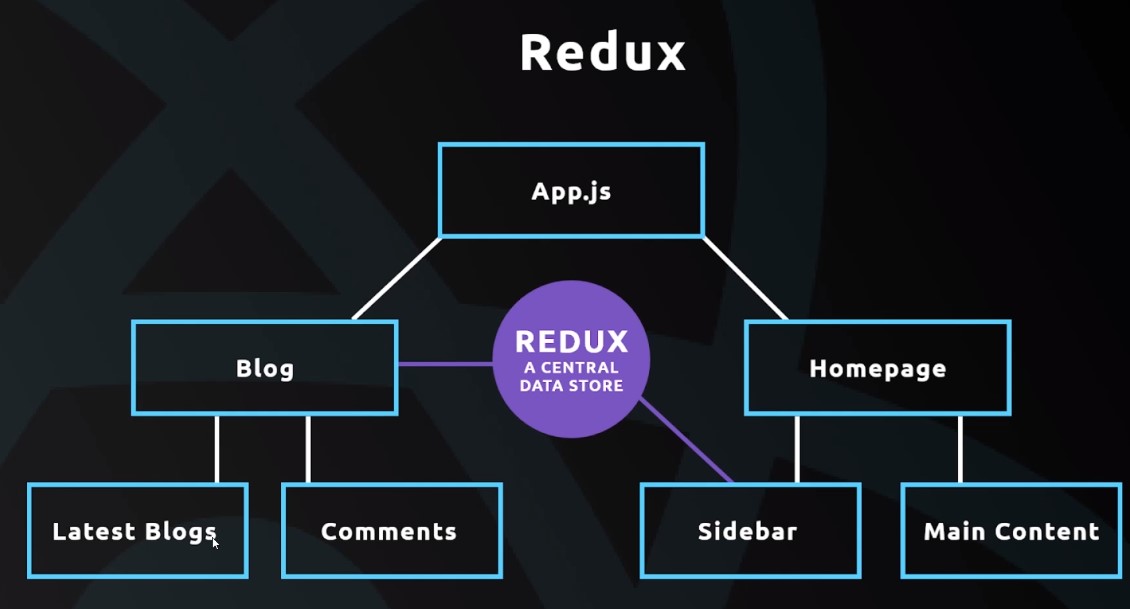 Redux
App.js
REDUX
A CENTRAL
DATA STORE
Blog
Homepage
Latest Blogs
Comments
Sidebar
Main Content